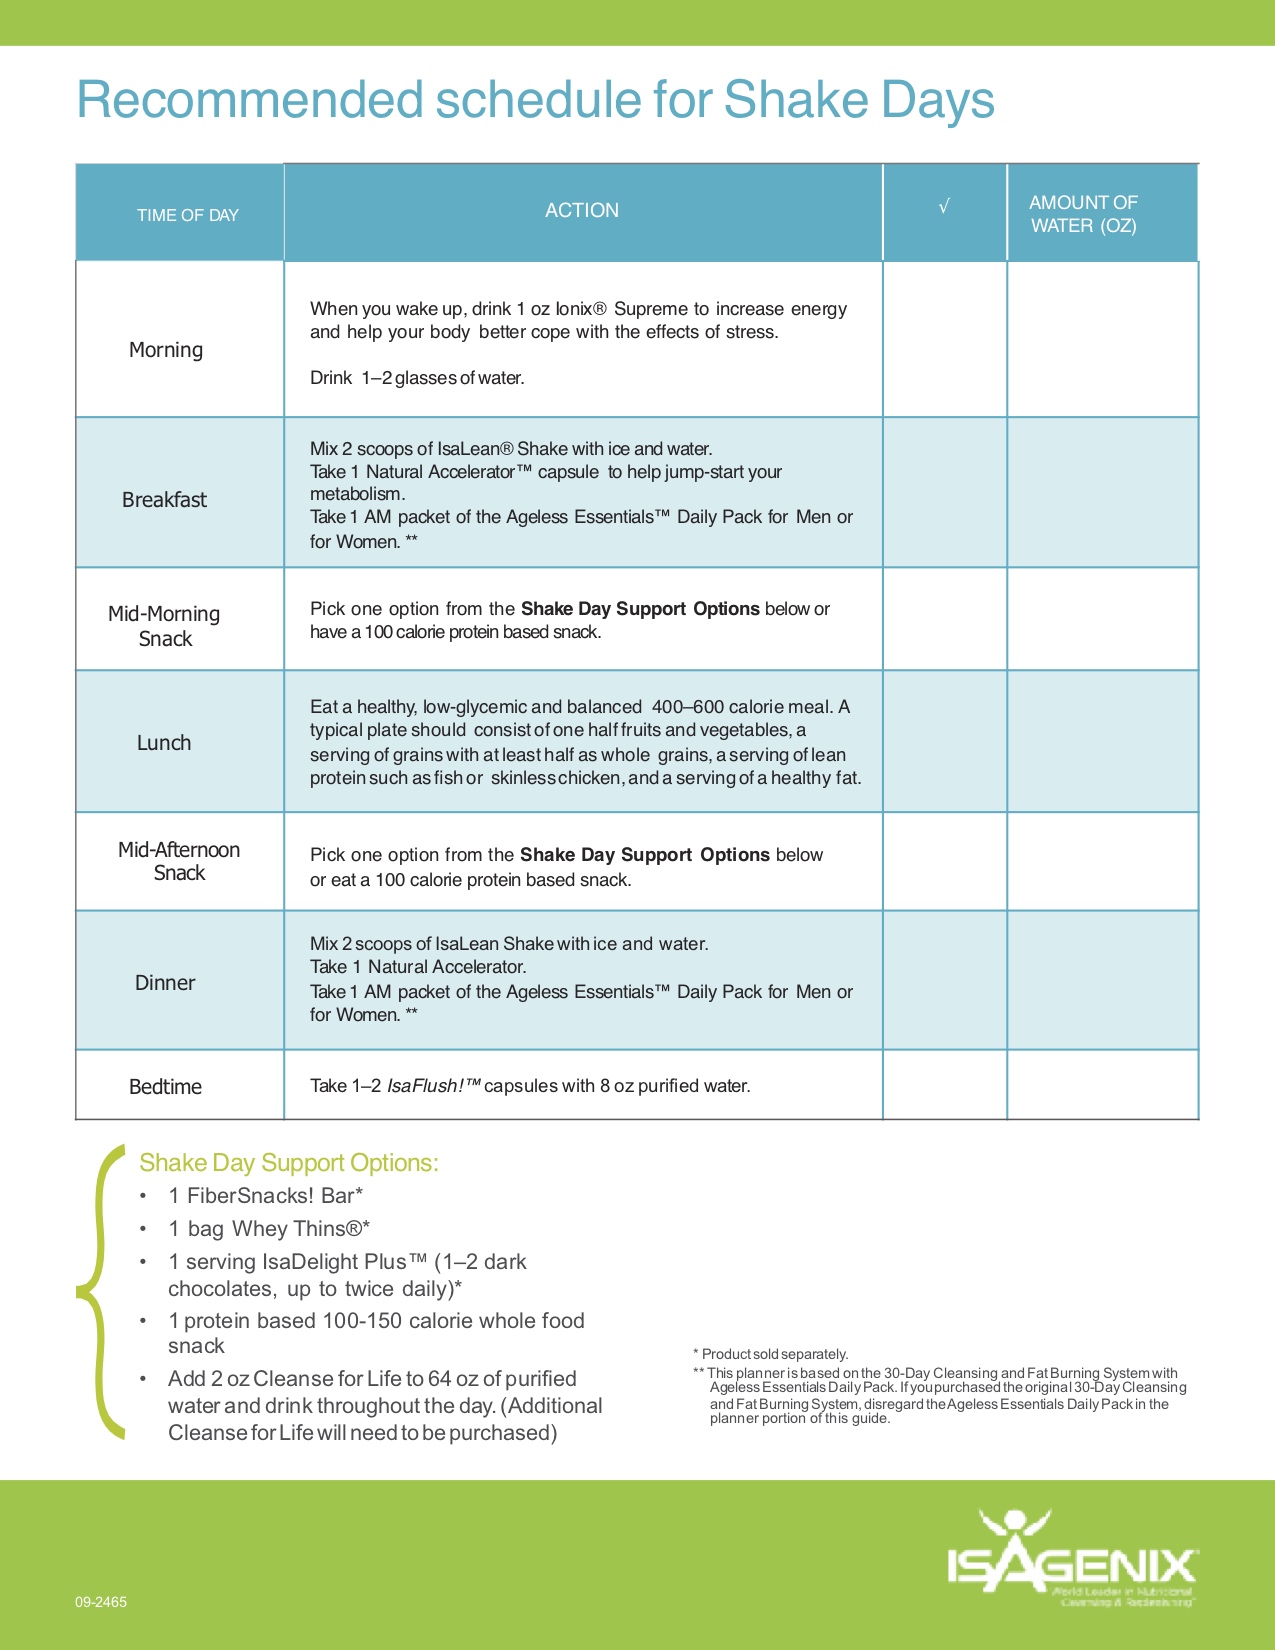 Recommended schedule for Shake Days
TIME OF DAY
ACTION
√
AMOUNT OF
WATER (OZ)
Morning
When you wake up, drink 1 oz Ionix® Supreme to increase energy
and help your body better cope with the effects of stress.
Drink 1–2 glasses of water.
Breakfast
Mix 2 scoops of IsaLean® Shake with ice and water.
Take 1 Natural Accelerator™ capsule to help jump-start your
metabolism.
Take 1 AM packet of the Ageless Essentials™ Daily Pack for Men or
for Women. **
Mid-Morning
Snack
Pick one option from the Shake Day Support Options below or
have a 100 calorie protein based snack.
Lunch
Eat a healthy, low-glycemic and balanced 400–600 calorie meal. A
typical plate should consist of one half fruits and vegetables, a
serving of grains with at least half as whole grains, a serving of lean
protein such as fish or skinless chicken, and a serving of a healthy fat.
Mid-Afternoon
Snack
Pick one option from the Shake Day Support Options below
or eat a 100 calorie protein based snack.
Dinner
Mix 2 scoops of IsaLean Shake with ice and water.
Take 1 Natural Accelerator.
Take 1 AM packet of the Ageless Essentials™ Daily Pack for Men or
for Women. **
Bedtime
Take 1–2 IsaFlush!™ capsules with 8 oz purified water.
Shake Day Support Options:
• 1 FiberSnacks! Bar*
• 1 bag Whey Thins®*
• 1 serving IsaDelight Plus™ (1–2 dark
chocolates, up to twice daily)*
• 1 protein based 100-150 calorie whole food
snack
• Add 2 oz Cleanse for Life to 64 oz of purified
water and drink throughout the day. (Additional
Cleanse for Life will need to be purchased)
* Product sold separately.
** This planner is based on the 30-Day Cleansing and Fat Burning System with
Ageless Essentials Daily Pack. If you purchased the original 30-Day Cleansing
and Fat Burning System, disregard the Ageless Essentials Daily Pack in the
planner portion of this guide.
ISAGENIX
World Leader in Nutritional
Cleansing & Replenishing™
09-2465